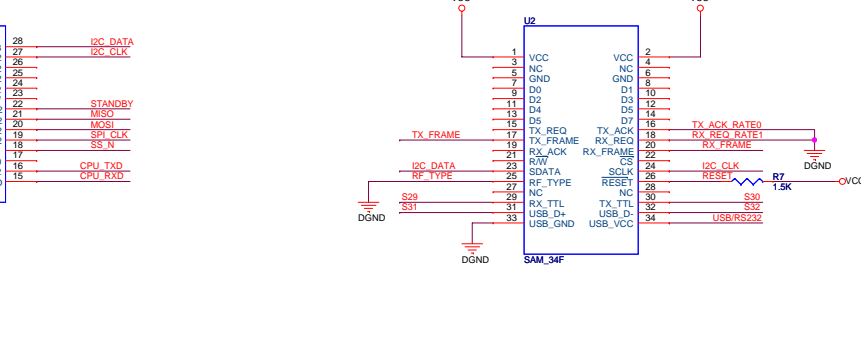 U2
28 I2C_DATA
27 I2C_CLK
26
25
24
23
22 STANDBY
21 MISO
20 MOSI
19 SPI_CLK
18 SS_N
17
16 CPU_TXD
15 CPU_RXD
1 VCC VCC 2
3 NC NC 4
5 GND GND 6
7 D0 D1 8
9 D2 D3 10
11 D4 D5 12
13 D5 D7 14
15 TX_REQ TX_ACK 16 TX_ACK_RATE0
TX_FRAME 17 TX_FRAME RX_REQ 18 RX_REQ_RATE1
19 RX_ACK RX_FRAME 20 RX_FRAME
21 R/W CS 22
I2C_DATA 23 SDATA SCLK 24 I2C_CLK
RF_TYPE 25 RF_TYPE RESET 26 RESET R7 VCC
1.5K
27 NC NC 28
S29 29 RX_TTL TX_TTL 30 S30
S31 31 USB_D+ USB_D- 32 S32
33 USB_GND USB_VCC 34 USB/RS232
DGND
DGND
DGND
SAM_34F